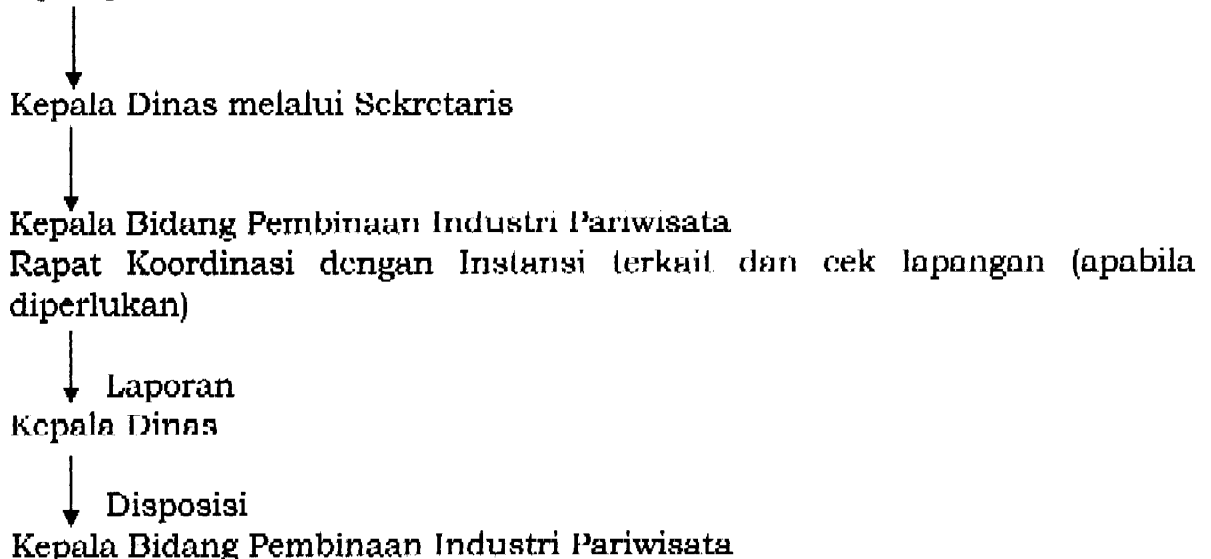 Kepala Dinas melalui Sekretaris
Kepala Bidang Pembinaan Industri Pariwisata
Rapat Koordinasi dengan Instansi terkait dan cek lapangan (apabila
diperlukan)
Laporan
Kepala Dinas
Disposisi
Kepala Bidang Pembinaan Industri Pariwisata